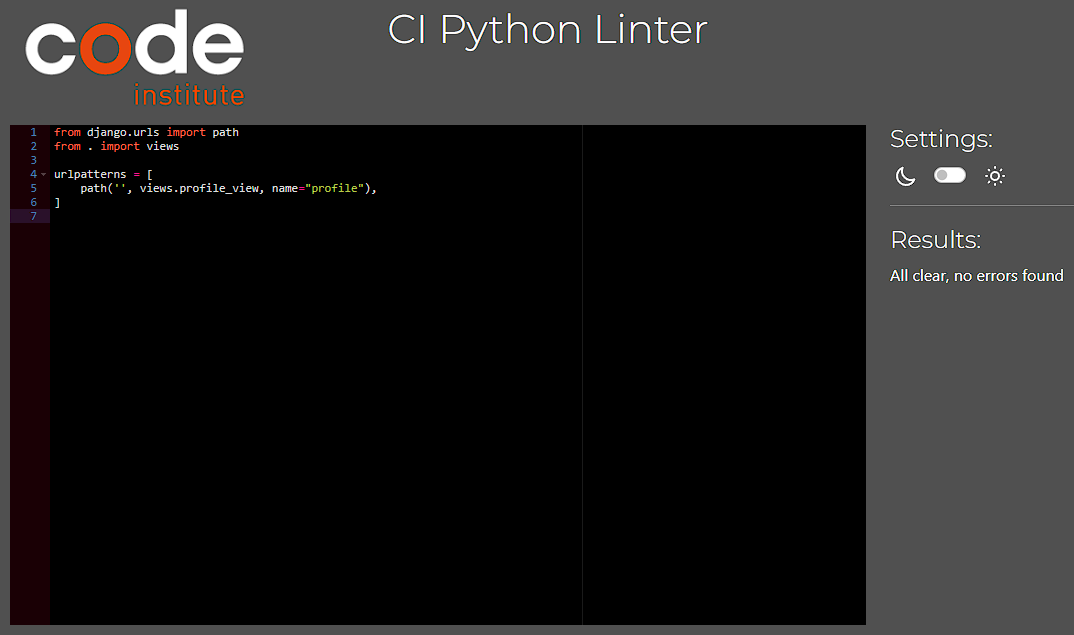 code
institute
CI Python Linter
1 from django.urls import path
2 from . import views
3
4 urlpatterns = [
5     path('', views.profile_view, name="profile"),
6 ]
7
Settings:
Results:
All clear, no errors found